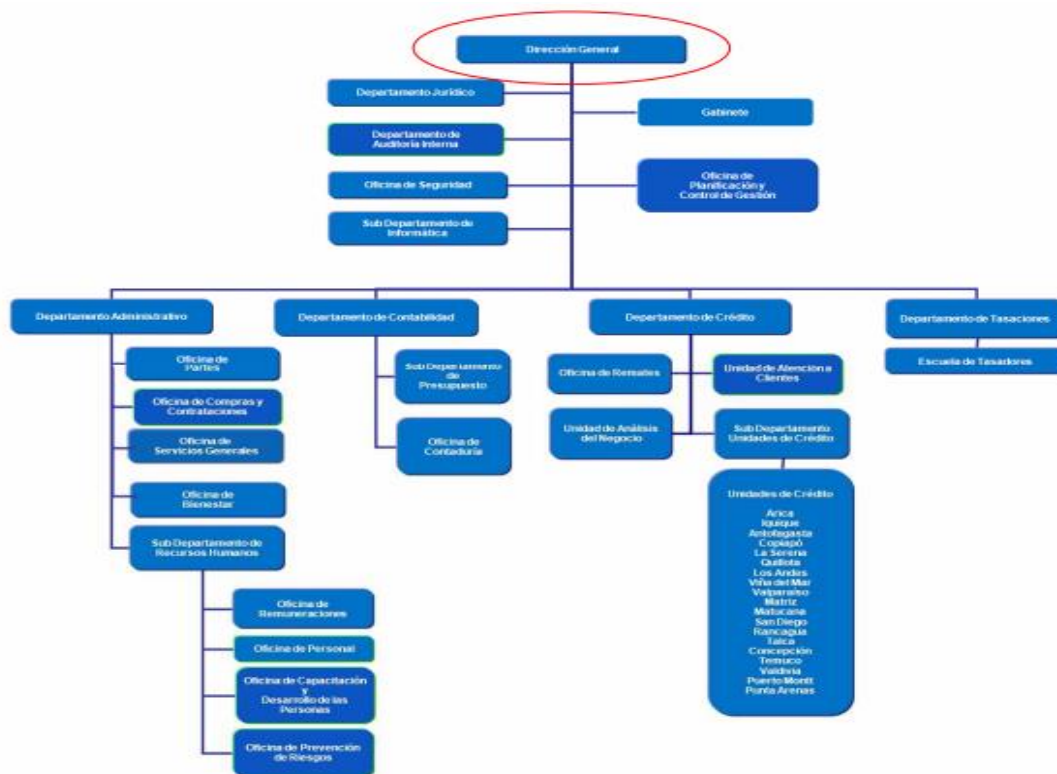 Dirección General
Departamento Jurídico
Gabinete
Departamento de
Auditoría Interna
Oficina de Seguridad
Oficina de
Planificación y
Control de Gestión
Sub Departamento de
Informática
Departamento Administrativo
Departamento de Contabilidad
Departamento de Crédito
Departamento de Tasaciones
Oficina de
Partes
Oficina de Compras y
Contrataciones
Oficina de
Servicios Generales
Oficina de
Bienestar
Sub Departamento de
Recursos Humanos
Oficina de
Remuneraciones
Oficina de Personal
Oficina de Capacitación
y
Desarrollo de las
Personas
Oficina de Prevención
de Riesgos
Sub Departamento
de
Presupuesto
Oficina de
Contaduría
Oficina de Remates
Unidad de Atención a
Clientes
Unidad de Análisis
del Negocio
Sub Departamento
Unidades de Crédito
Unidades de Crédito
Arica
Iquique
Antofagasta
Copiapó
La Serena
Quillota
Los Andes
Viña del Mar
Valparaíso
Matriz
Matucana
San Diego
Rancagua
Talca
Concepción
Temuco
Valdivia
Puerto Montt
Punta Arenas
Escuela de Tasadores